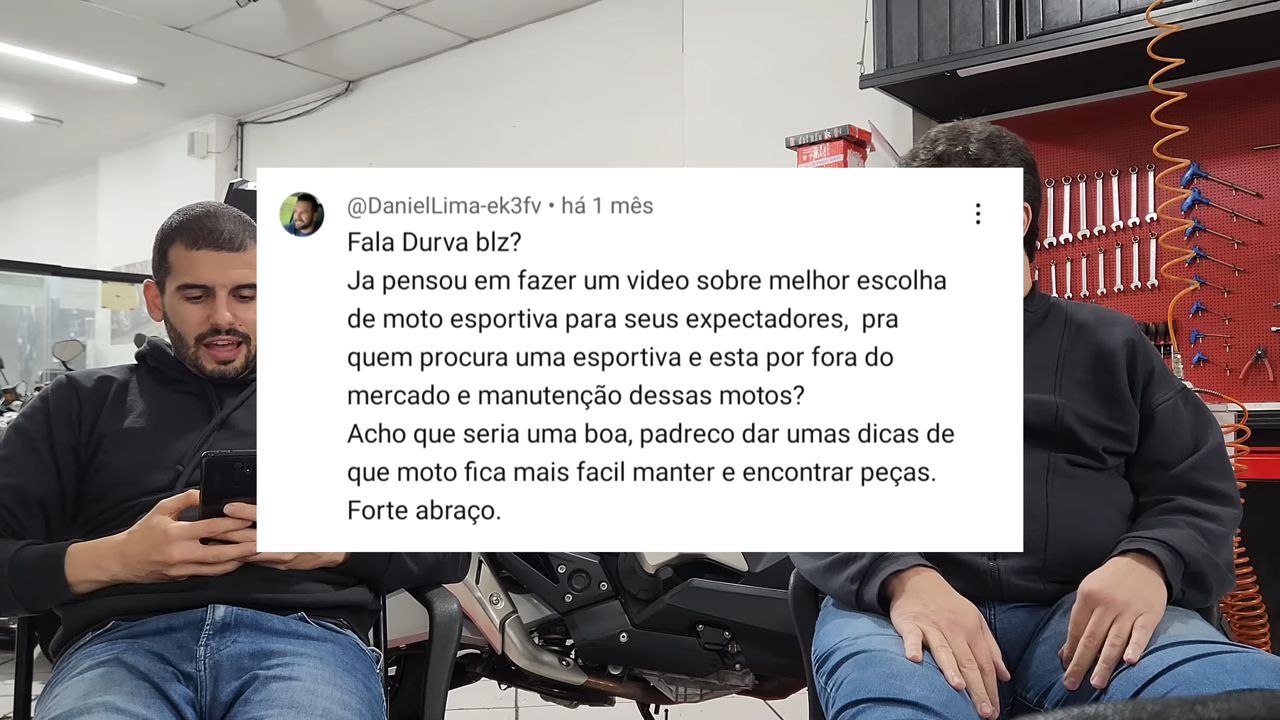 @DanielLima-ek3fv • há 1 mês
Fala Durva blz?
Ja pensou em fazer um video sobre melhor escolha
de moto esportiva para seus expectadores,  pra
quem procura uma esportiva e esta por fora do
mercado e manutenção dessas motos?
Acho que seria uma boa, padreco dar umas dicas de
que moto fica mais facil manter e encontrar peças.
Forte abraço.